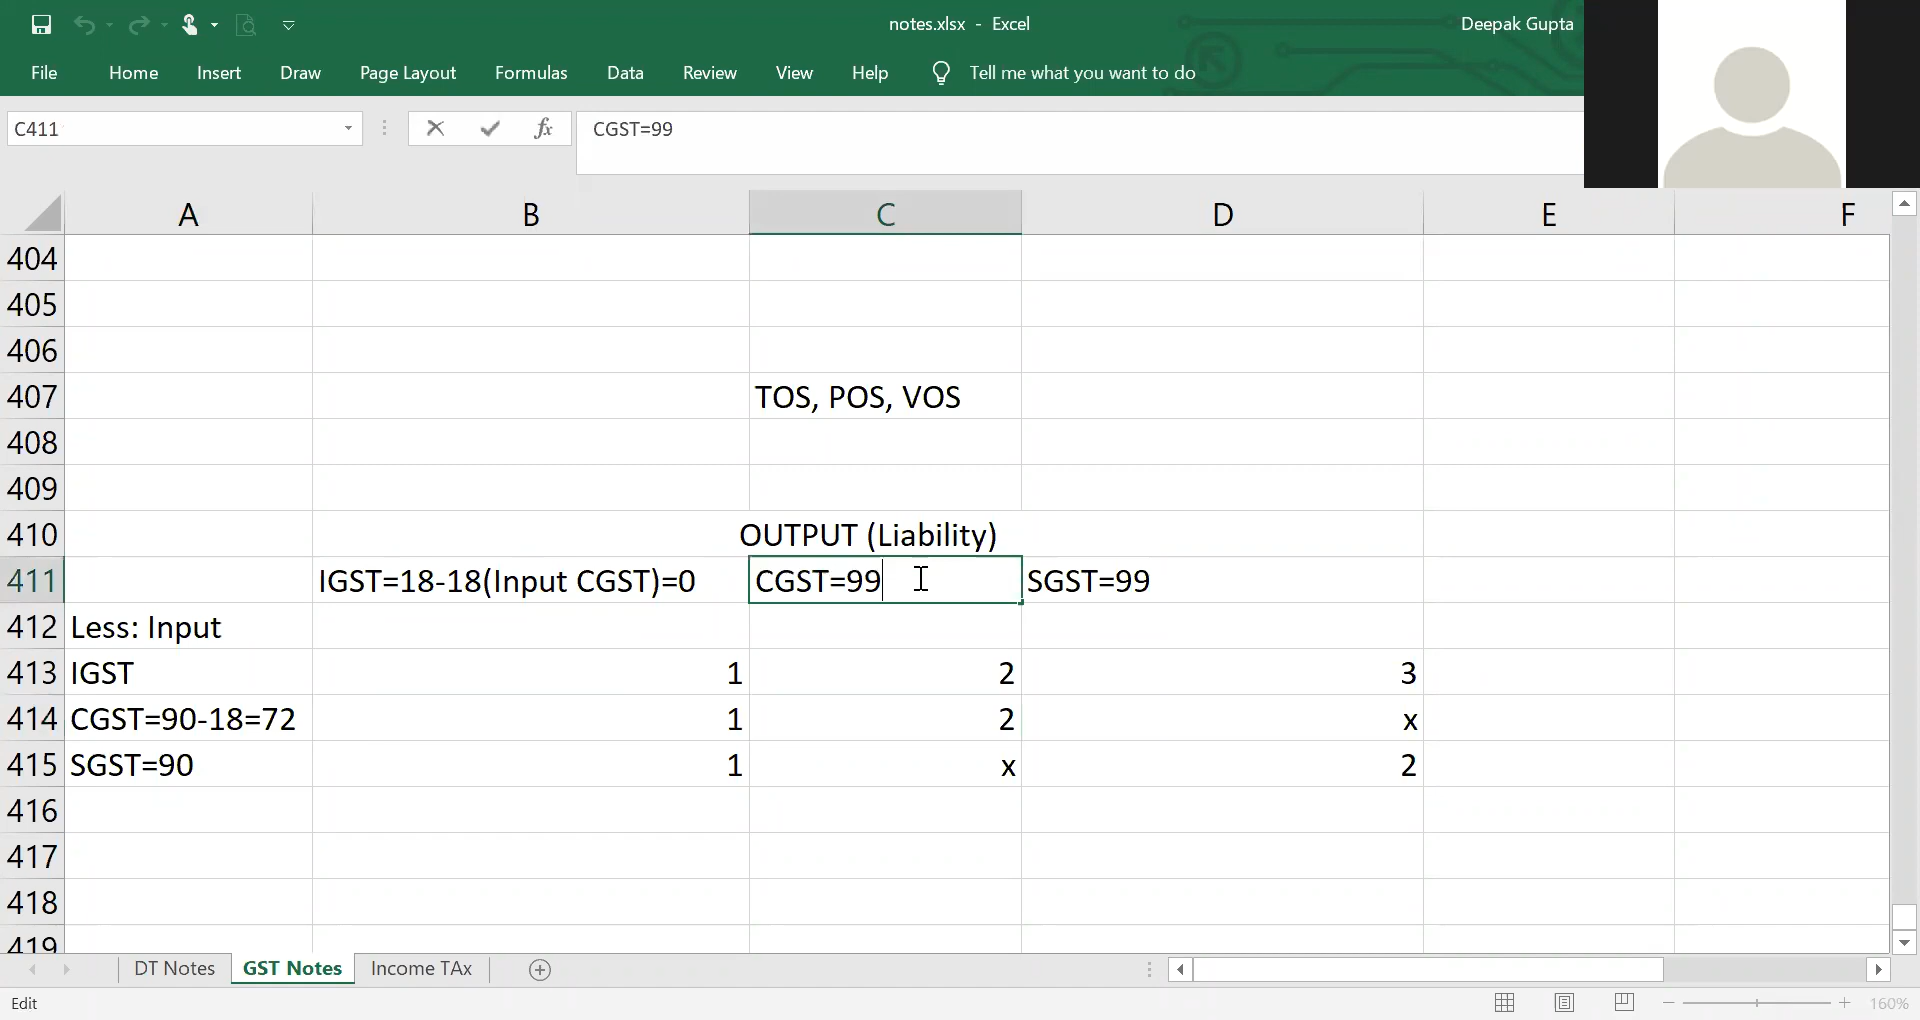 notes.xlsx - Excel
Deepak Gupta
File Home Insert Draw Page Layout Formulas Data Review View Help Tell me what you want to do
C411 fx CGST=99
A B C D E F
404
405
406
407 TOS, POS, VOS
408
409
410 OUTPUT (Liability)
411 IGST=18-18(Input CGST)=0 CGST=99 SGST=99
412 Less: Input
413 IGST 1 2 3
414 CGST=90-18=72 1 2 x
415 SGST=90 1 x 2
416
417
418
419
DT Notes GST Notes Income TAx
Edit 160%